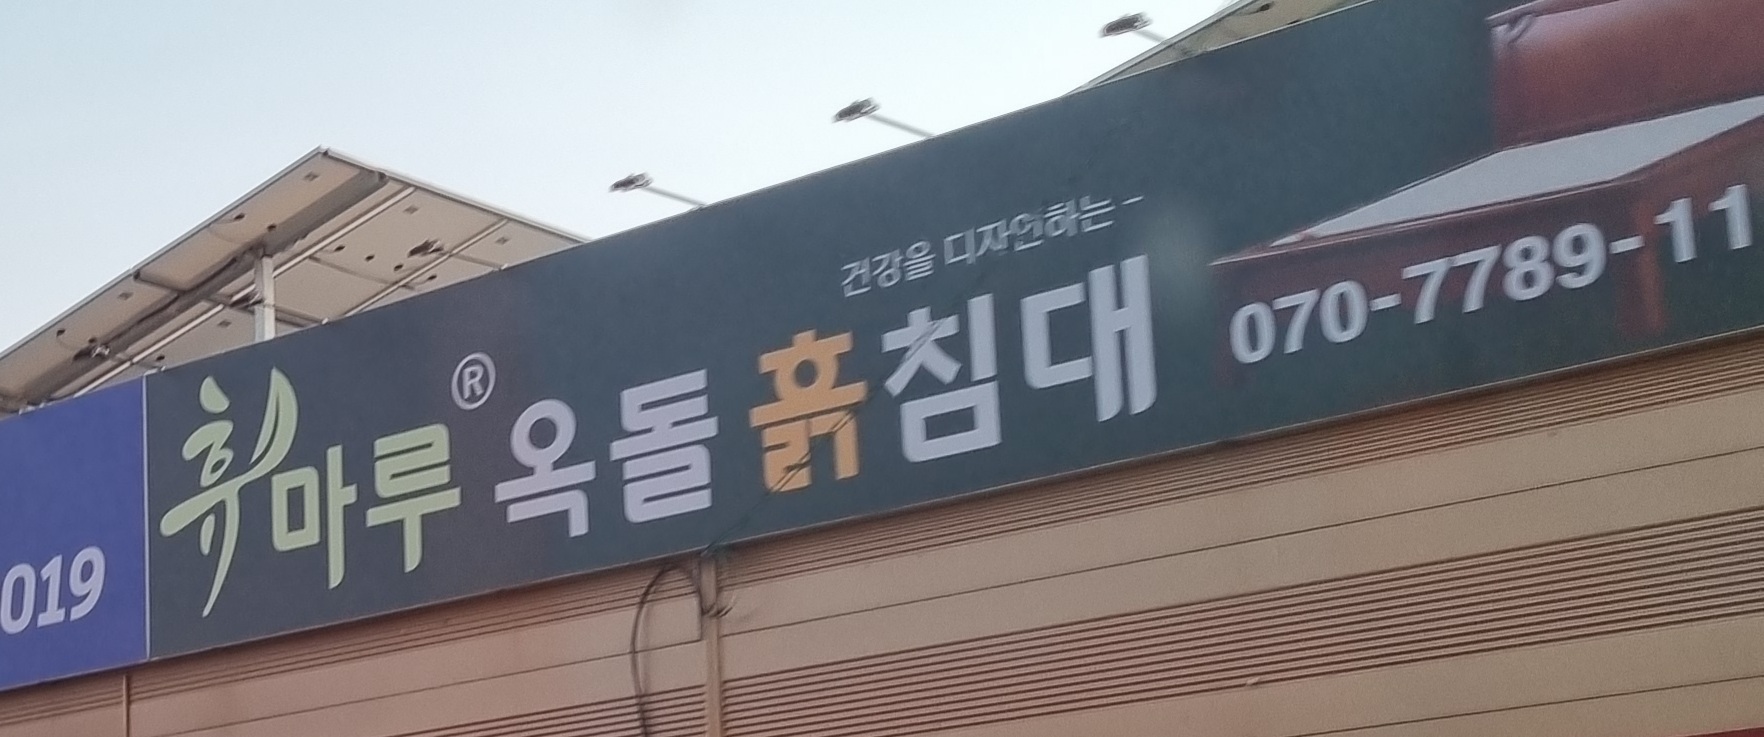 019
건강을 디자인하는 -
휴마루® 옥돌 흙침대
070-7789-11